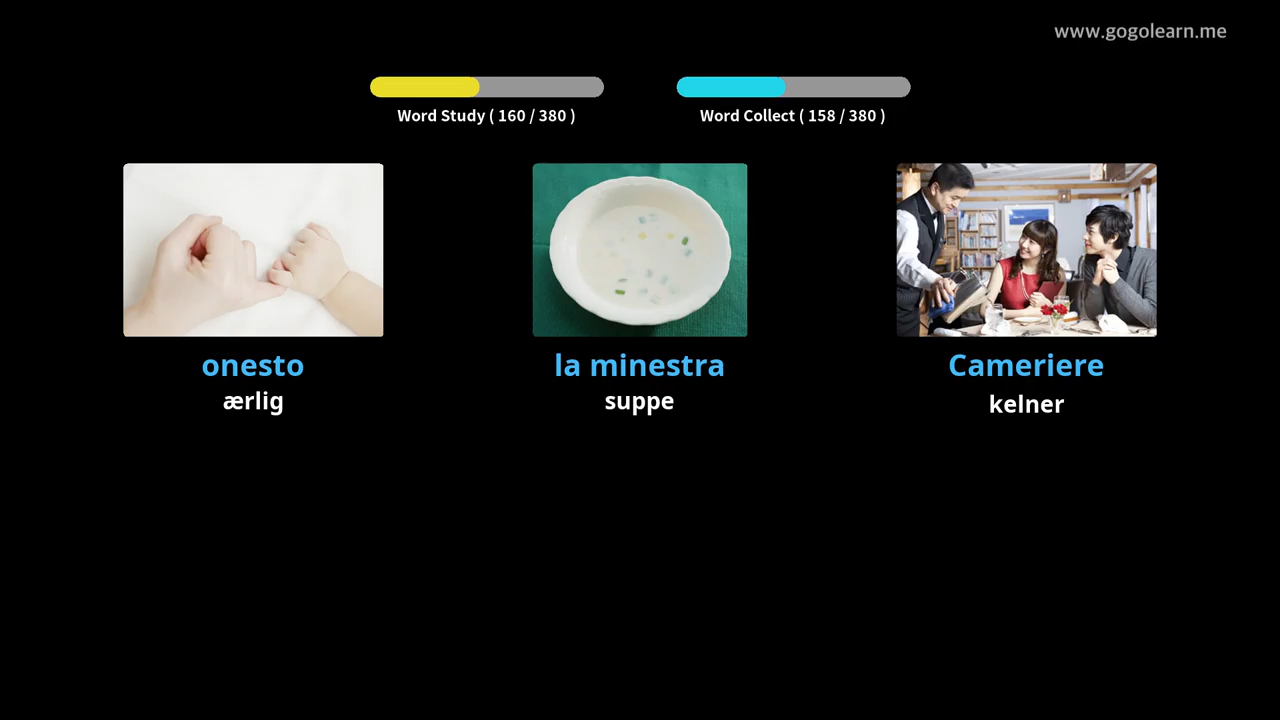 www.gogolearn.me
Word Study ( 160 / 380 )
Word Collect ( 158 / 380 )
onesto
ærlig
la minestra
suppe
Cameriere
kelner